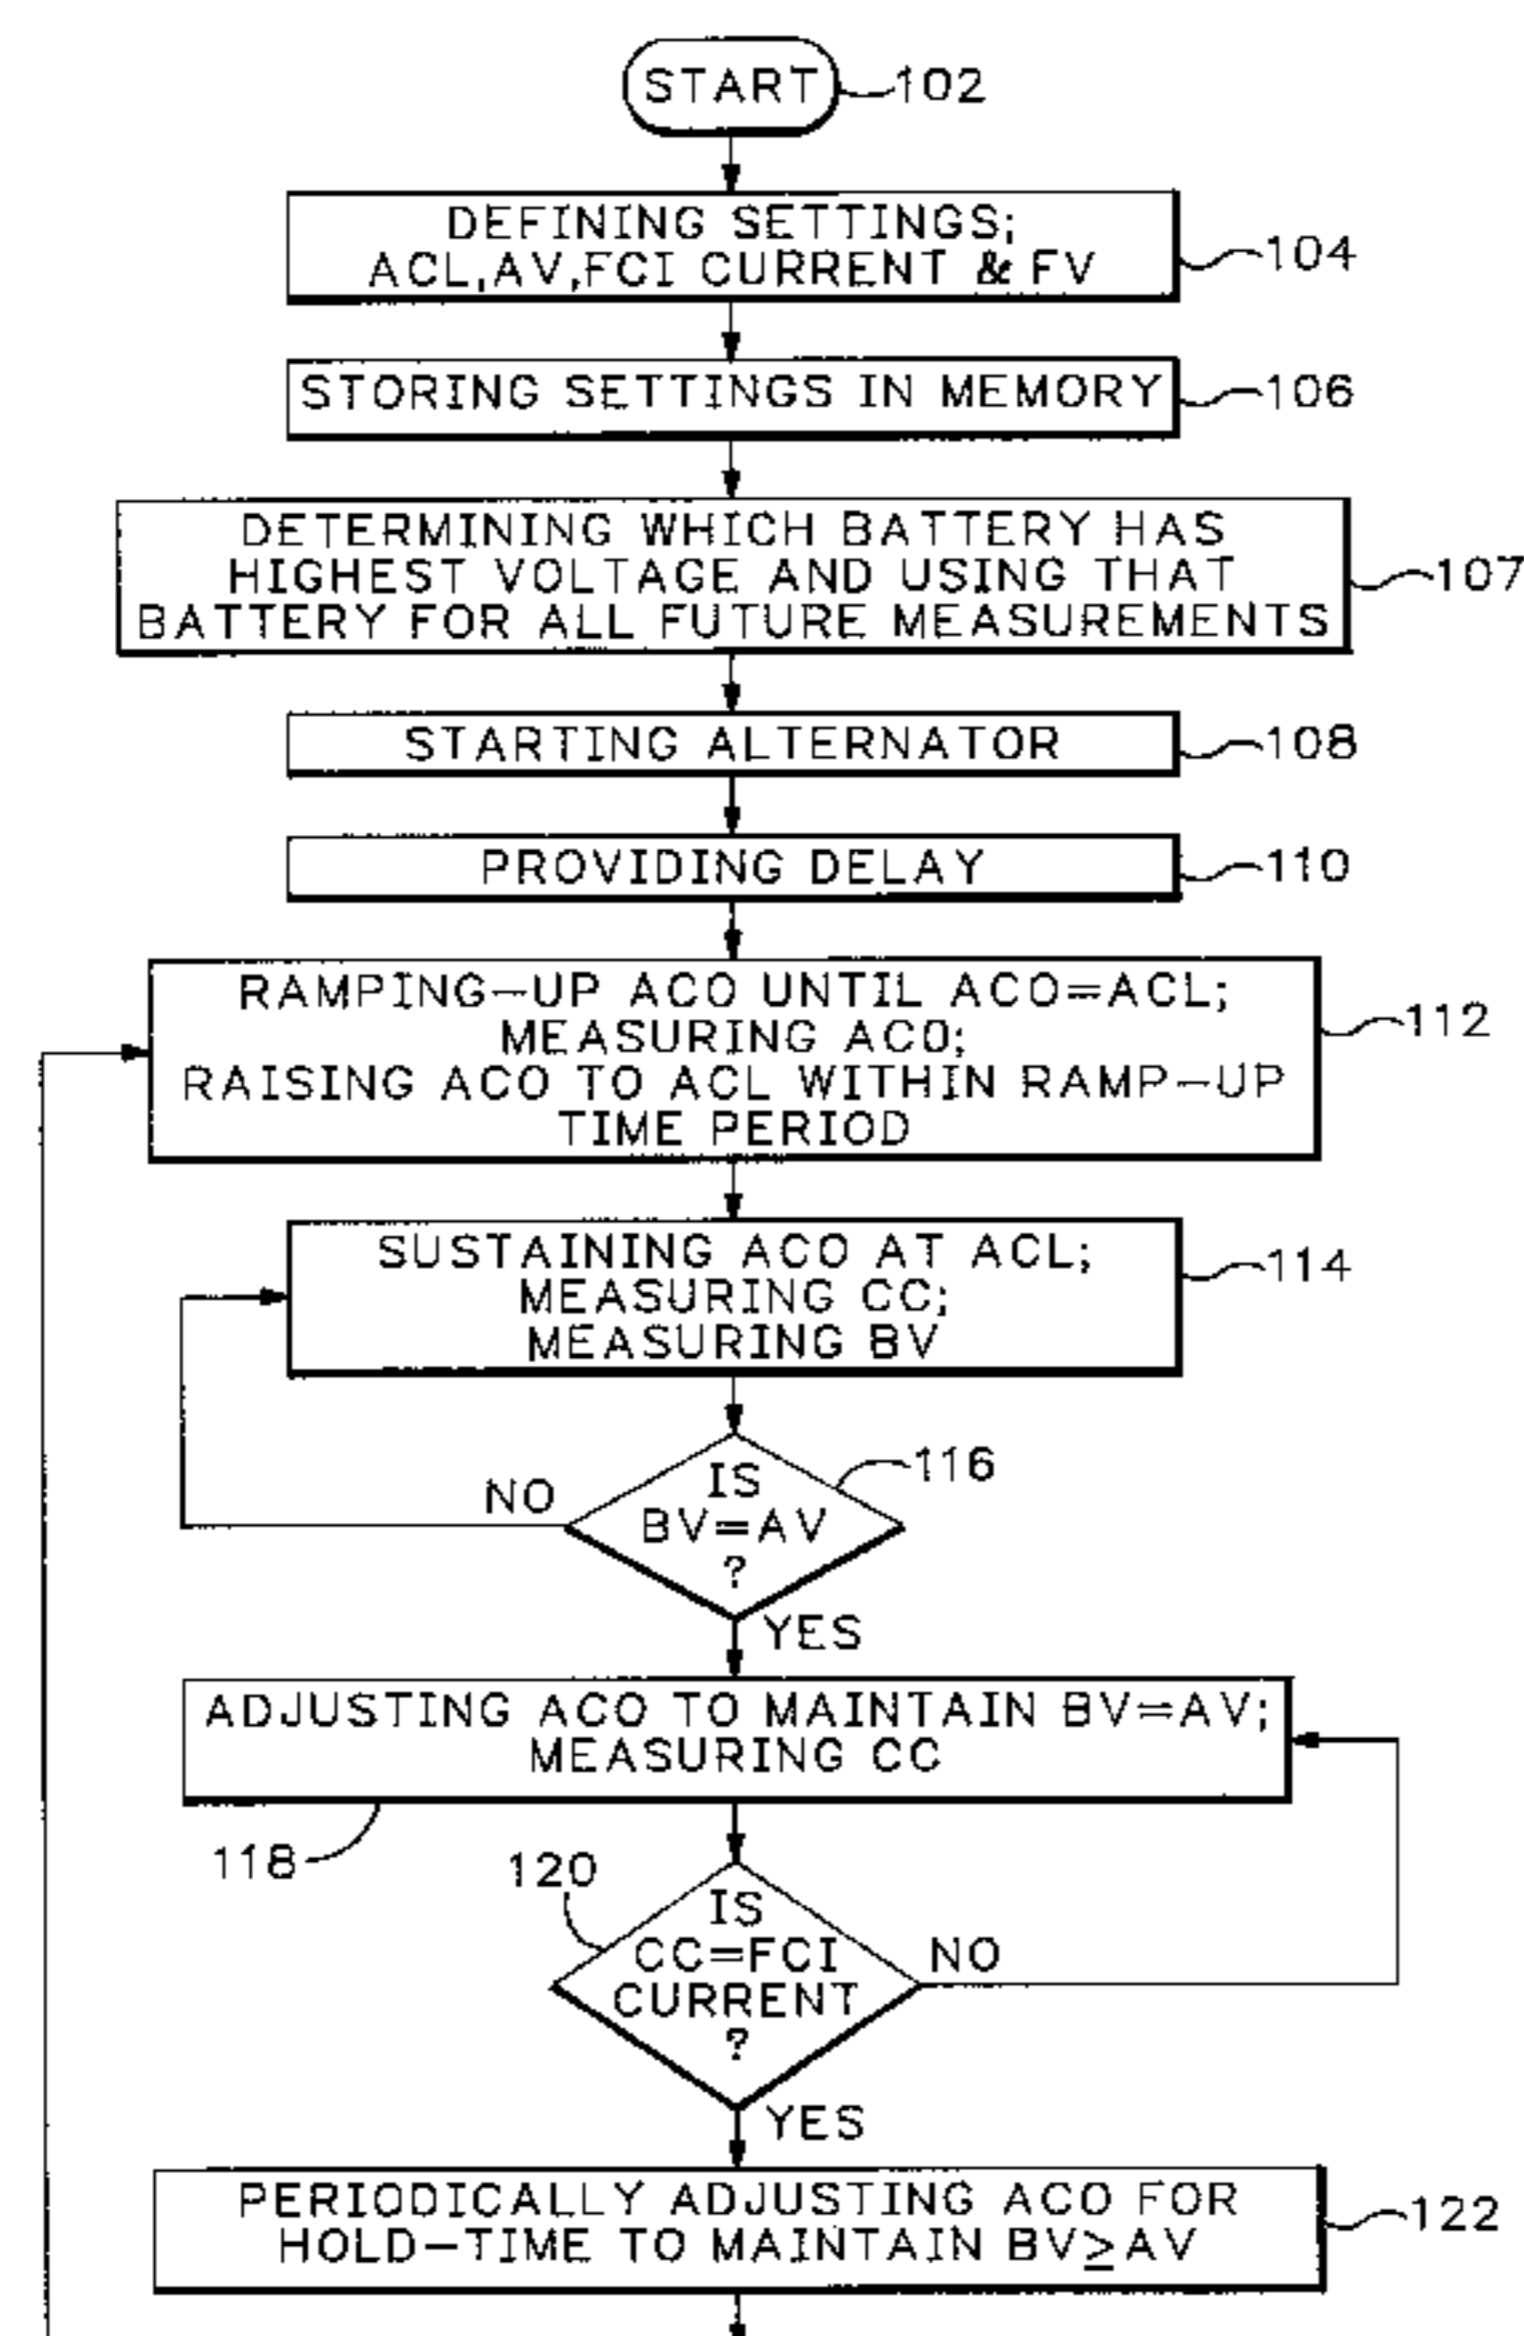 START
102
DEFINING SETTINGS;
ACL,AV,FCI CURRENT & FV
104
STORING SETTINGS IN MEMORY
106
DETERMINING WHICH BATTERY HAS
HIGHEST VOLTAGE AND USING THAT
BATTERY FOR ALL FUTURE MEASUREMENTS
107
STARTING ALTERNATOR
108
PROVIDING DELAY
110
RAMPING-UP ACO UNTIL ACO=ACL;
MEASURING ACO;
RAISING ACO TO ACL WITHIN RAMP-UP
TIME PERIOD
112
SUSTAINING ACO AT ACL;
MEASURING CC;
MEASURING BV
114
116
IS
BV=AV
?
NO
YES
ADJUSTING ACO TO MAINTAIN BV=AV;
MEASURING CC
118
120
IS
CC=FCI
CURRENT
?
NO
YES
PERIODICALLY ADJUSTING ACO FOR
HOLD-TIME TO MAINTAIN BV≥AV
122